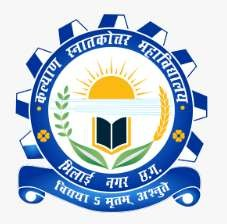 कल्याण स्नातकोत्तर महाविद्यालय
भिलाई नगर छ.ग.
विद्यया ऽ मृतम् अश्नुते